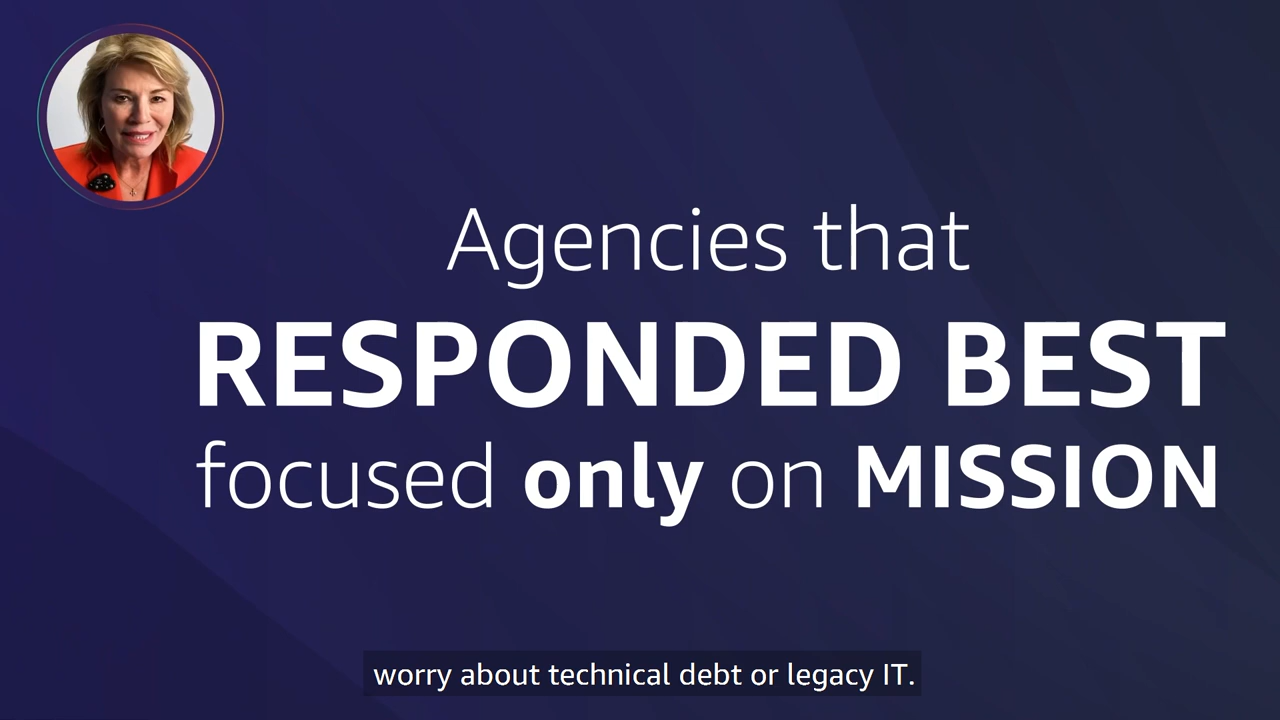 Agencies that
RESPONDED BEST
focused only on MISSION
worry about technical debt or legacy IT.